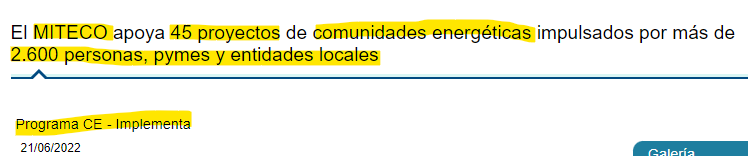 El MITECO apoya 45 proyectos de comunidades energéticas impulsados por más de
2.600 personas, pymes y entidades locales
Programa CE - Implementa
21/06/2022
Galería